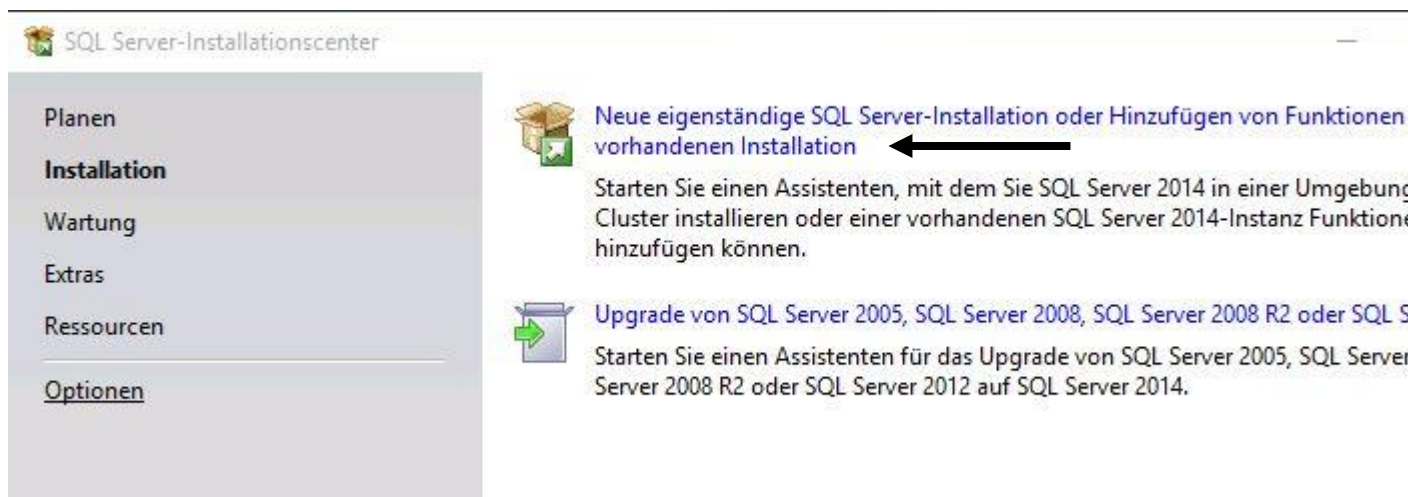 SQL Server-Installationscenter
Planen
Installation
Wartung
Extras
Ressourcen
Optionen
Neue eigenständige SQL Server-Installation oder Hinzufügen von Funktionen
vorhandenen Installation
Starten Sie einen Assistenten, mit dem Sie SQL Server 2014 in einer Umgebung
Cluster installieren oder einer vorhandenen SQL Server 2014-Instanz Funktione
hinzufügen können.
Upgrade von SQL Server 2005, SQL Server 2008, SQL Server 2008 R2 oder SQL S
Starten Sie einen Assistenten für das Upgrade von SQL Server 2005, SQL Server
Server 2008 R2 oder SQL Server 2012 auf SQL Server 2014.